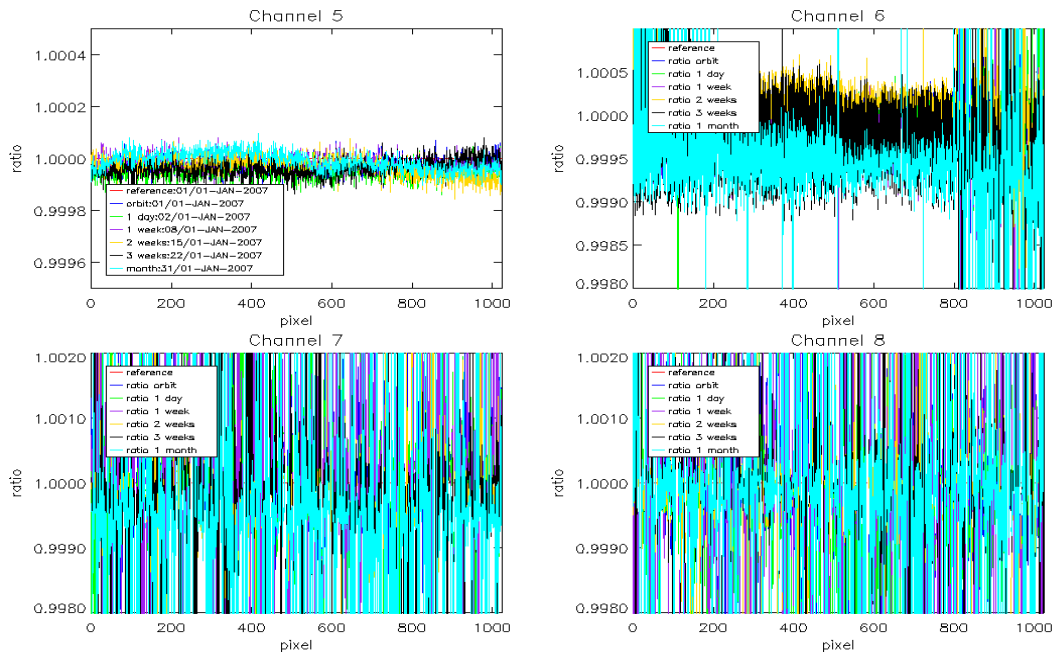 Channel 5
1.0004
1.0002
1.0000
0.9998
0.9996
ratio
reference:01/01-JAN-2007
orbit:01/01-JAN-2007
1 day:02/01-JAN-2007
1 week:08/01-JAN-2007
2 weeks:15/01-JAN-2007
3 weeks:22/01-JAN-2007
month:31/01-JAN-2007
0 200 400 600 800 1000
pixel
Channel 6
1.0005
1.0000
0.9995
0.9990
0.9985
0.9980
ratio
reference
ratio orbit
ratio 1 day
ratio 1 week
ratio 2 weeks
ratio 3 weeks
ratio 1 month
0 200 400 600 800 1000
pixel
Channel 7
1.0020
1.0010
1.0000
0.9990
0.9980
ratio
reference
ratio orbit
ratio 1 day
ratio 1 week
ratio 2 weeks
ratio 3 weeks
ratio 1 month
0 200 400 600 800 1000
pixel
Channel 8
1.0020
1.0010
1.0000
0.9990
0.9980
ratio
reference
ratio orbit
ratio 1 day
ratio 1 week
ratio 2 weeks
ratio 3 weeks
ratio 1 month
0 200 400 600 800 1000
pixel